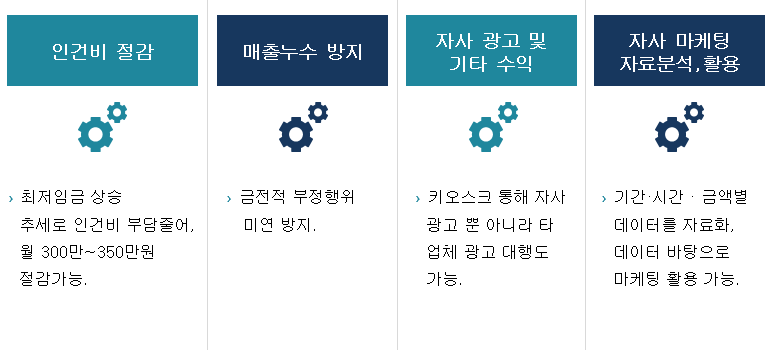 인건비 절감
› 최저임금 상승
추세로 인건비 부담줄어,
월 300만~350만원
절감가능.
매출누수 방지
› 금전적 부정행위
미연 방지.
자사 광고 및
기타 수익
› 키오스크 통해 자사
광고 뿐 아니라 타
업체 광고 대행도
가능.
자사 마케팅
자료분석,활용
› 기간·시간 · 금액별
데이터를 자료화,
데이터 바탕으로
마케팅 활용 가능.